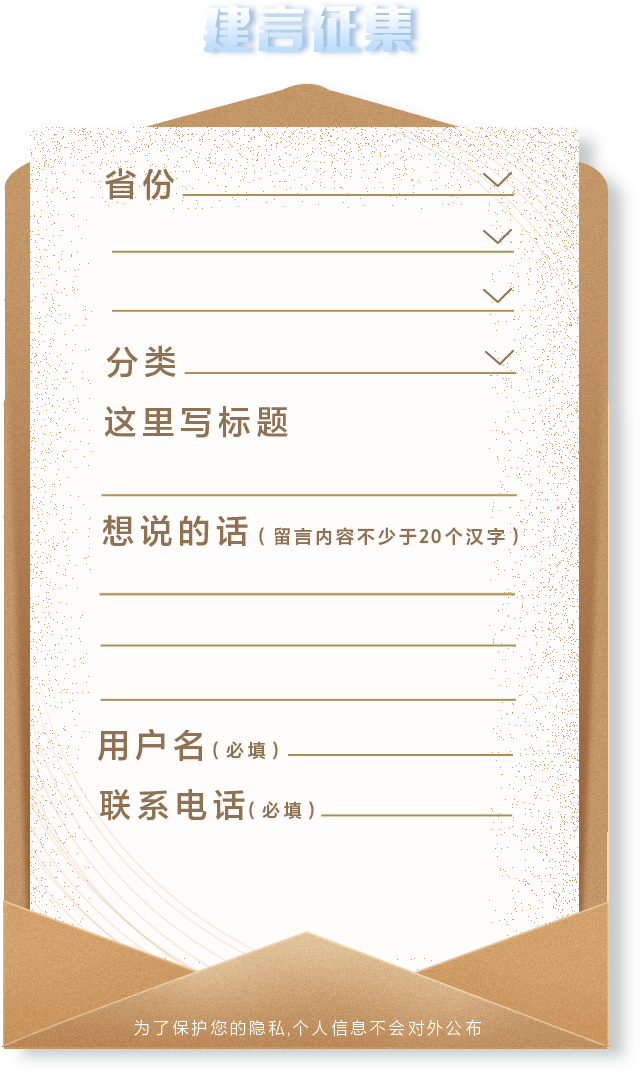 建言征集
省份
分类
这里写标题
想说的话(留言内容不少于20个汉字)
用户名(必填)
联系电话(必填)
为了保护您的隐私,个人信息不会对外公布